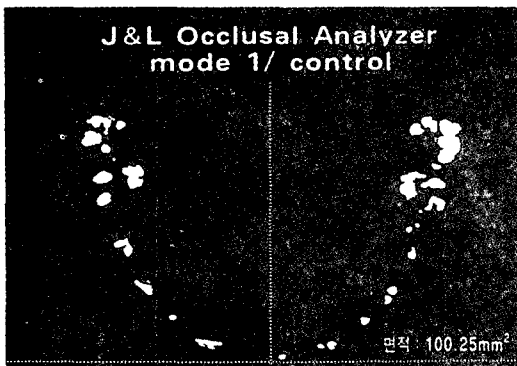 J&L Occlusal Analyzer
mode 1/ control
면적 100.25mm²